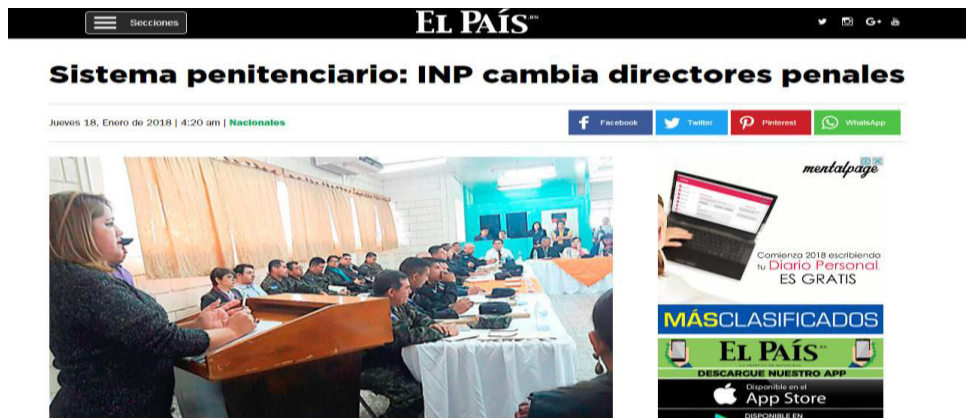 Secciones
EL PAÍS.HN
Sistema penitenciario: INP cambia directores penales
Jueves 18, Enero de 2018 | 4:20 am | Nacionales
Facebook
Twitter
Pinterest
WhatsApp
mentalpage
Comienza 2018 escribiendo
tu Diario Personal.
ES GRATIS
MÁSCLASIFICADOS
EL PAÍS.HN
DESCARGUE NUESTRO APP
Disponible en el
App Store
DISPONIBLE EN